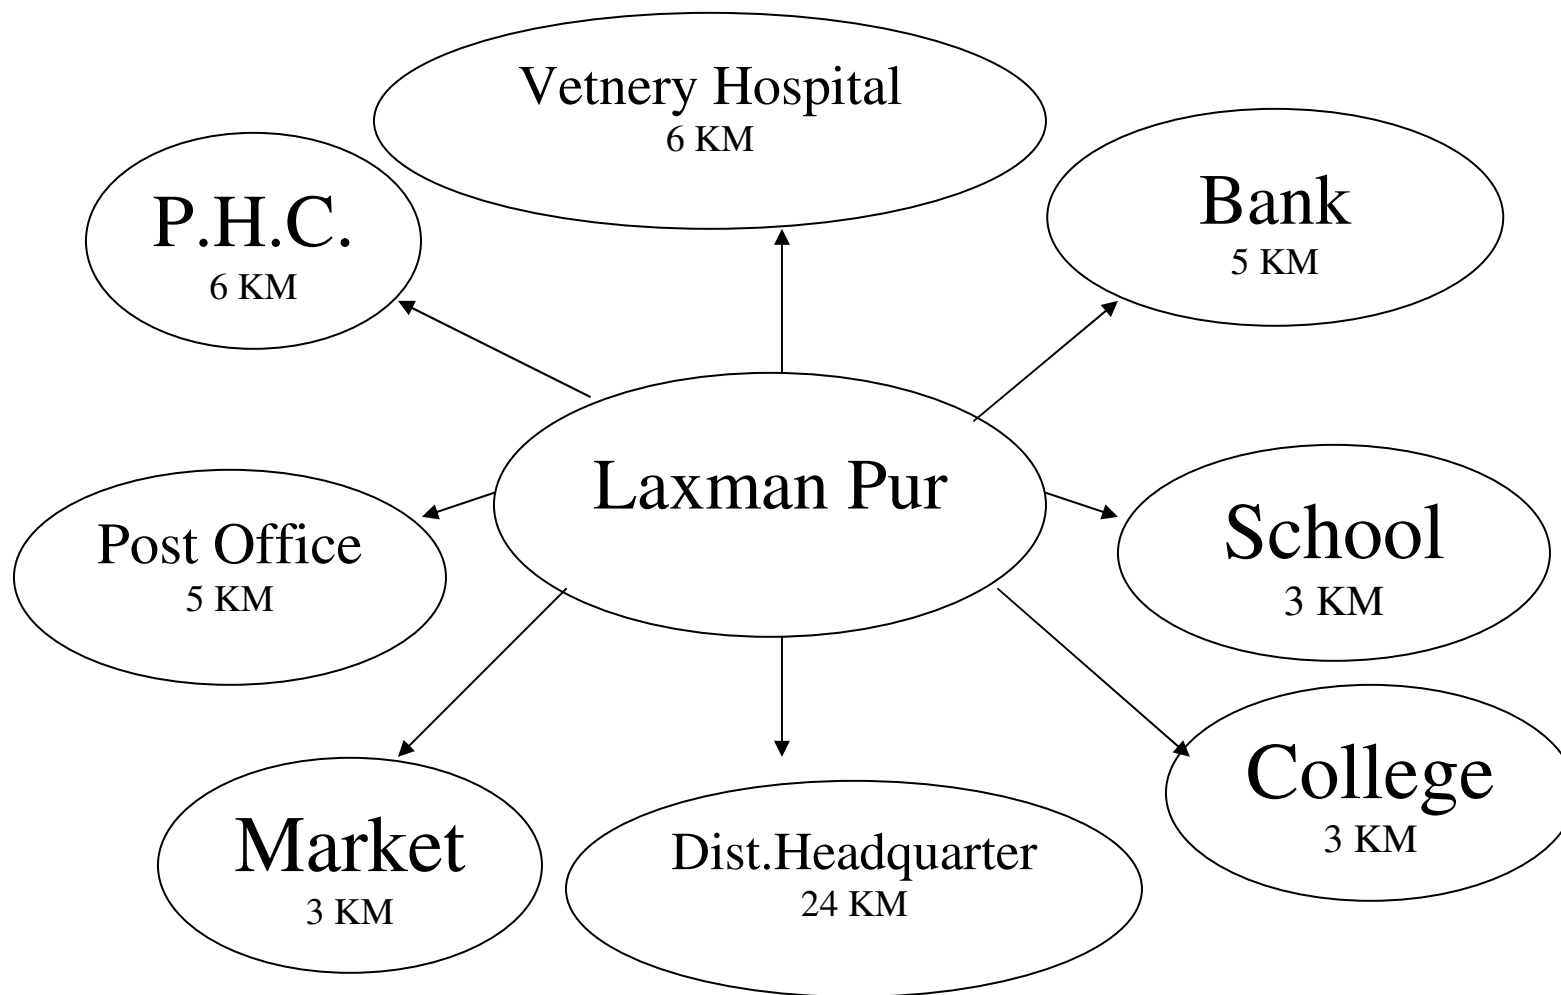 Vetnery Hospital
6 KM
P.H.C.
6 KM
Bank
5 KM
Laxman Pur
Post Office
5 KM
School
3 KM
College
3 KM
Market
3 KM
Dist.Headquarter
24 KM